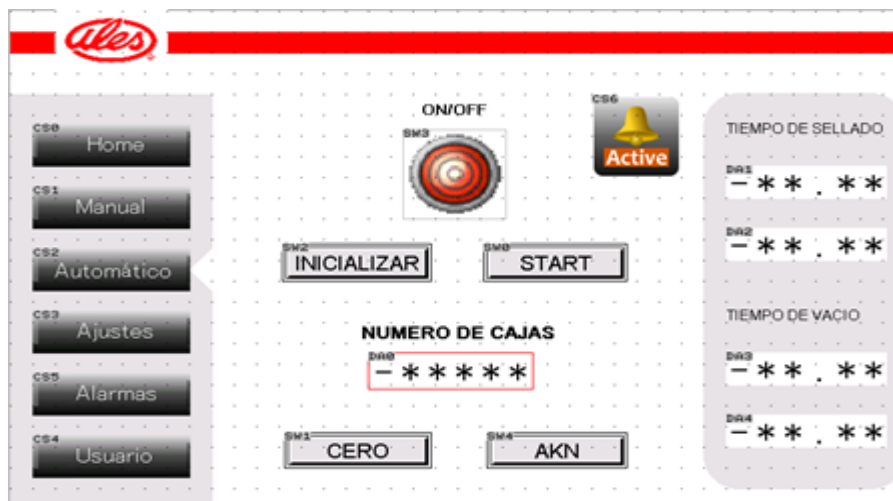 Ales
CS0
Home
CS1
Manual
CS2
Automático
CS3
Ajustes
CS5
Alarmas
CS4
Usuario
ON/OFF
SW3
CS6
Active
SW2
INICIALIZAR
SW0
START
NUMERO DE CAJAS
DA0
-*****
SW1
CERO
SW4
AKN
TIEMPO DE SELLADO
DA1
-**.**
DA2
-**.**
TIEMPO DE VACIO
DA3
-**.**
DA4
-**.**